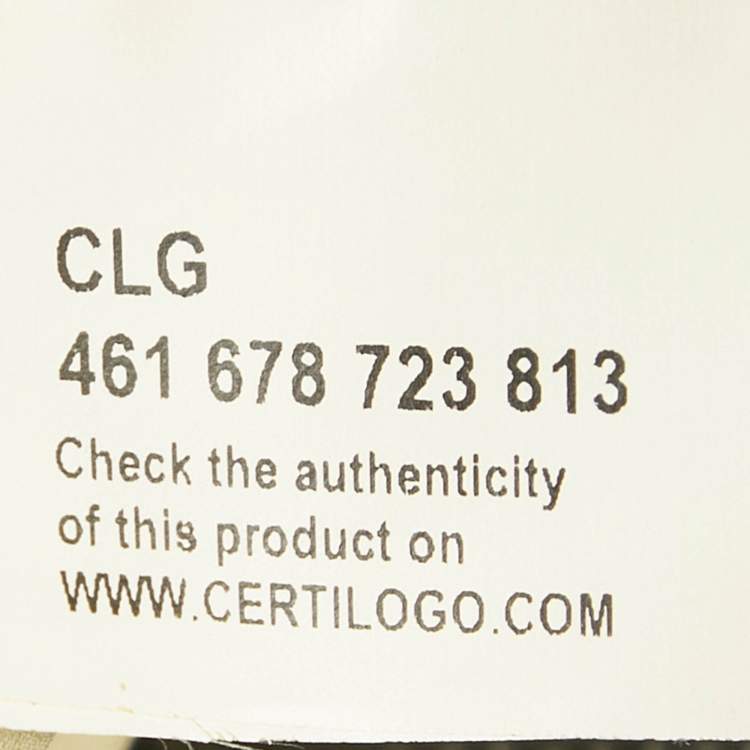 CLG
461 678 723 813
Check the authenticity
of this product on
WWW.CERTILOGO.COM